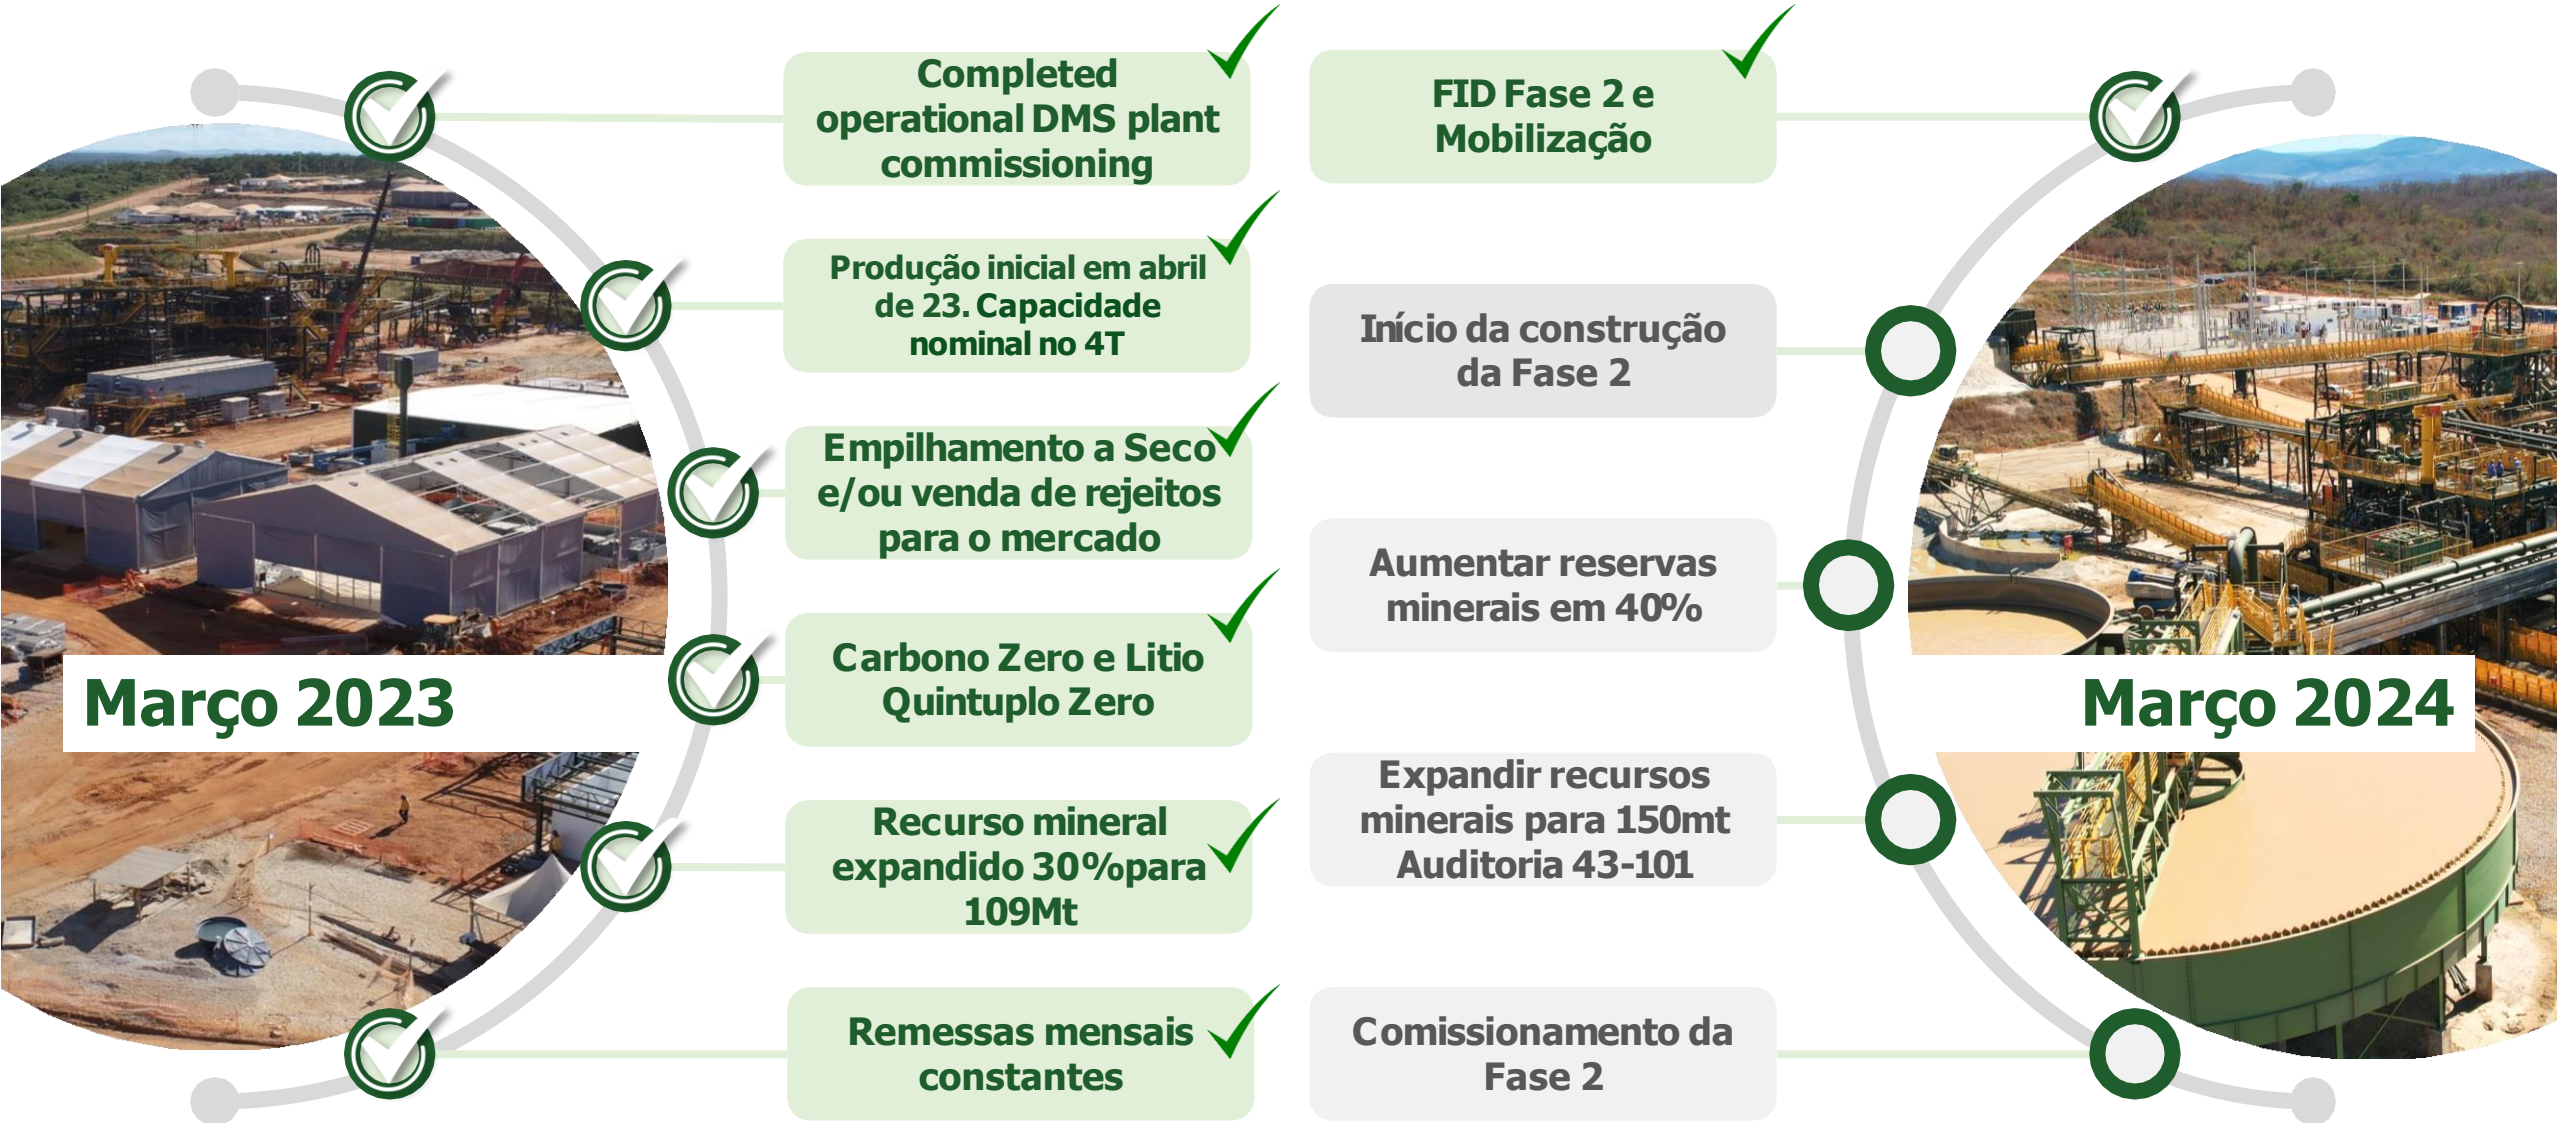 Completed
operational DMS plant
commissioning
Produção inicial em abril
de 23. Capacidade
nominal no 4T
Empilhamento a Seco
e/ou venda de rejeitos
para o mercado
Carbono Zero e Litio
Quintuplo Zero
Recurso mineral
expandido 30%para
109Mt
Remessas mensais
constantes
Março 2023
FID Fase 2 e
Mobilização
Início da construção
da Fase 2
Aumentar reservas
minerais em 40%
Expandir recursos
minerais para 150mt
Auditoria 43-101
Comissionamento da
Fase 2
Março 2024